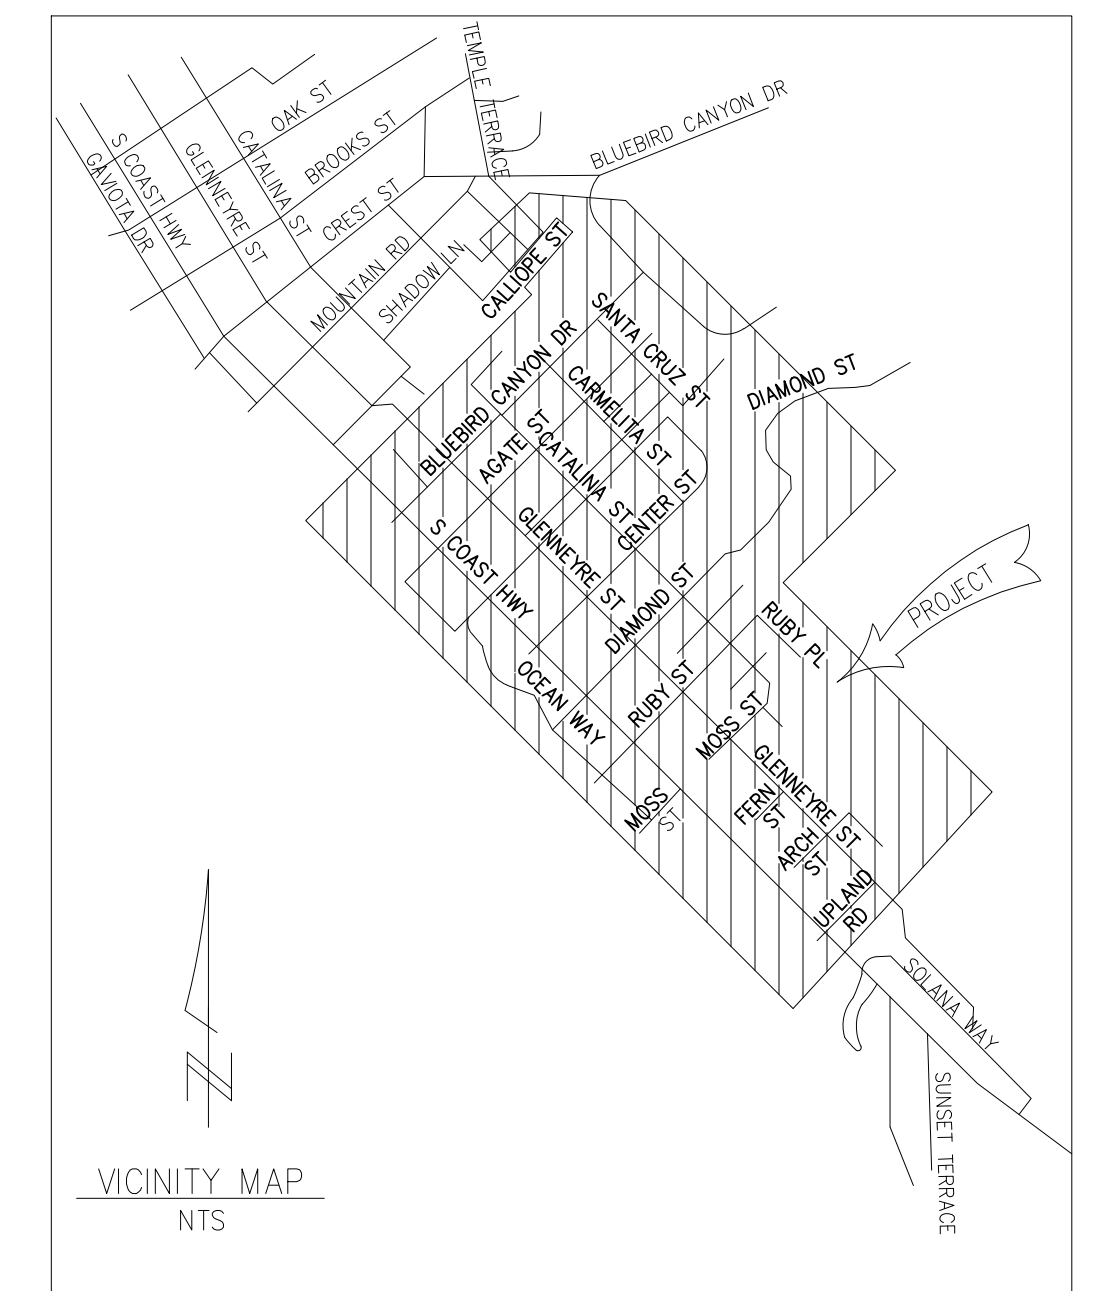 TEMPLE TERRACE
OAK ST
BLUEBIRD CANYON DR
BROOKS ST
CATALINA ST
S COAST HWY
GLENNEYRE ST
GAVIOTA DR
CREST ST
MOUNTAIN RD
SHADOW LN
CALLIOPE ST
SANTA CRUZ ST
BLUEBIRD CANYON DR
CARMELITA ST
DIAMOND ST
AGATE ST
CATALINA ST
CENTER ST
GLENNEYRE ST
S COAST HWY
DIAMOND ST
PROJECT
RUBY PL
RUBY ST
OCEAN WAY
MOSS ST
GLENNEYRE ST
MOSS
ST
FERN
ST
ARCH
ST
UPLAND
RD
SOLANA WAY
SUNSET TERRACE
N
VICINITY MAP
NTS